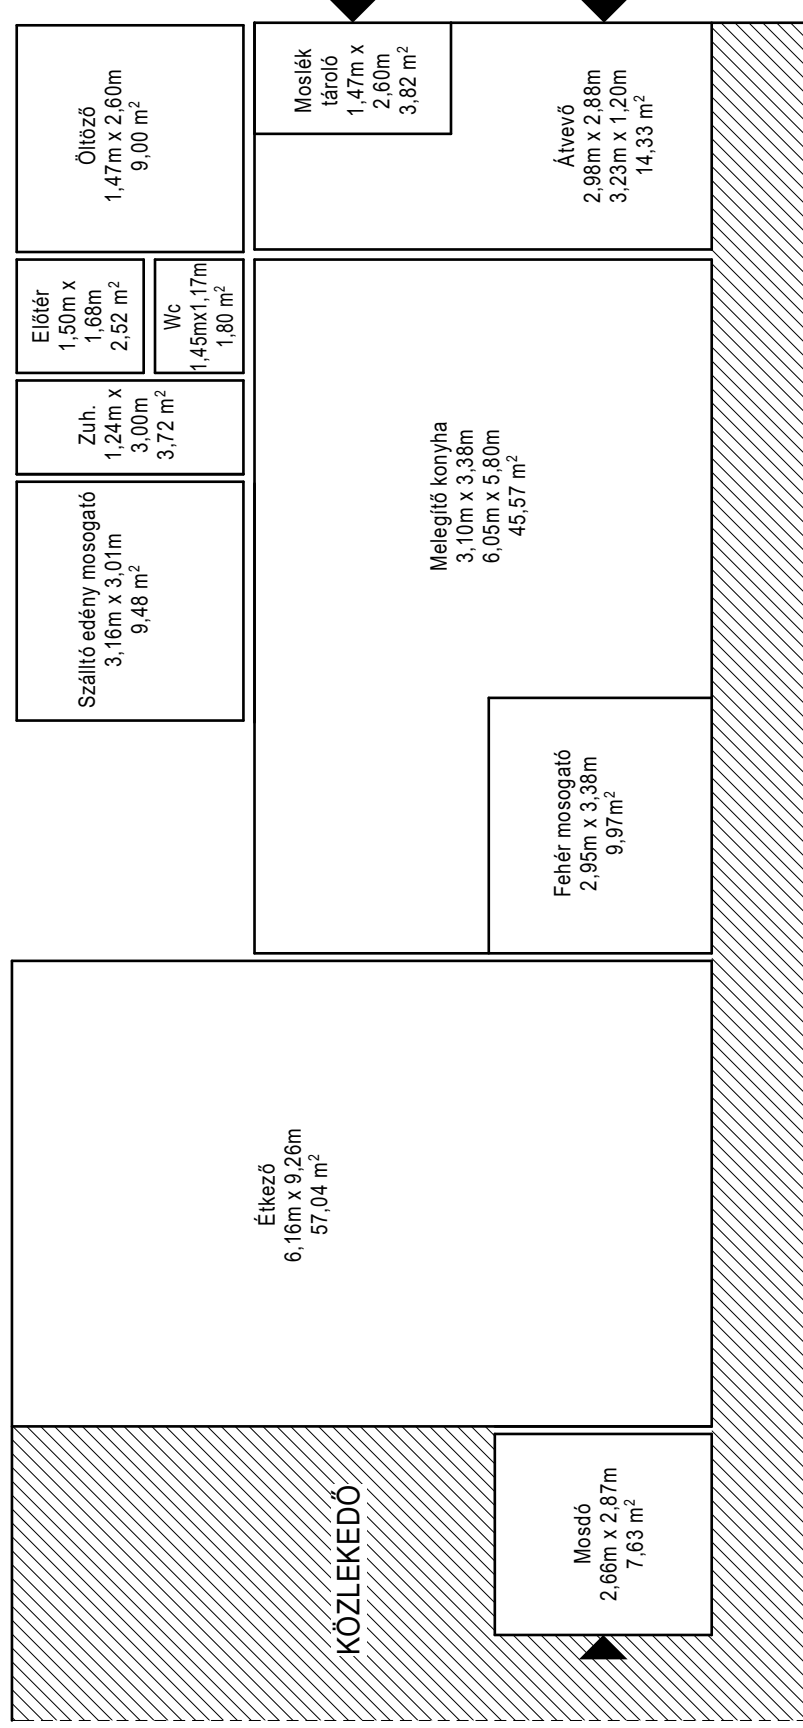 Öltöző
1,47m x 2,60m
9,00 m²
Moslék
tároló
1,47m x
2,60m
3,82 m²
Átvevő
2,98m x 2,88m
3,23m x 1,20m
14,33 m²
Előtér
1,50m x
1,68m
2,52 m²
Wc
1,45mx1,17m
1,80 m²
Zuh.
1,24m x
3,00m
3,72 m²
Szálltó edény mosogató
3,16m x 3,01m
9,48 m²
Melegítő konyha
3,10m x 3,38m
6,05m x 5,80m
45,57 m²
Fehér mosogató
2,95m x 3,38m
9,97m²
Étkező
6,16m x 9,26m
57,04 m²
KÖZLEKEDŐ
Mosdó
2,66m x 2,87m
7,63 m²